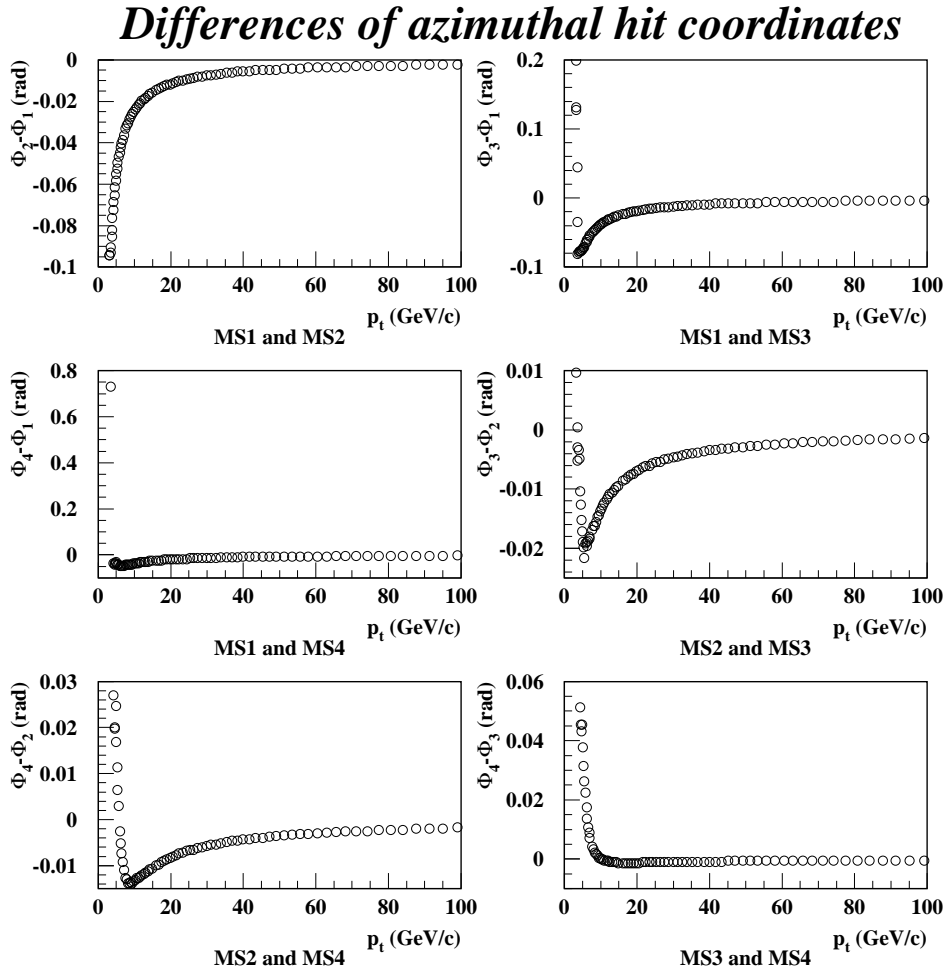 Differences of azimuthal hit coordinates
Φ2-Φ1 (rad)
0
-0.02
-0.04
-0.06
-0.08
-0.1
0 20 40 60 80 100
pt (GeV/c)
MS1 and MS2
Φ3-Φ1 (rad)
0.2
0.1
0
-0.1
0 20 40 60 80 100
pt (GeV/c)
MS1 and MS3
Φ4-Φ1 (rad)
0.8
0.6
0.4
0.2
0
0 20 40 60 80 100
pt (GeV/c)
MS1 and MS4
Φ3-Φ2 (rad)
0.01
0
-0.01
-0.02
0 20 40 60 80 100
pt (GeV/c)
MS2 and MS3
Φ4-Φ2 (rad)
0.03
0.02
0.01
0
-0.01
0 20 40 60 80 100
pt (GeV/c)
MS2 and MS4
Φ4-Φ3 (rad)
0.06
0.04
0.02
0
0 20 40 60 80 100
pt (GeV/c)
MS3 and MS4